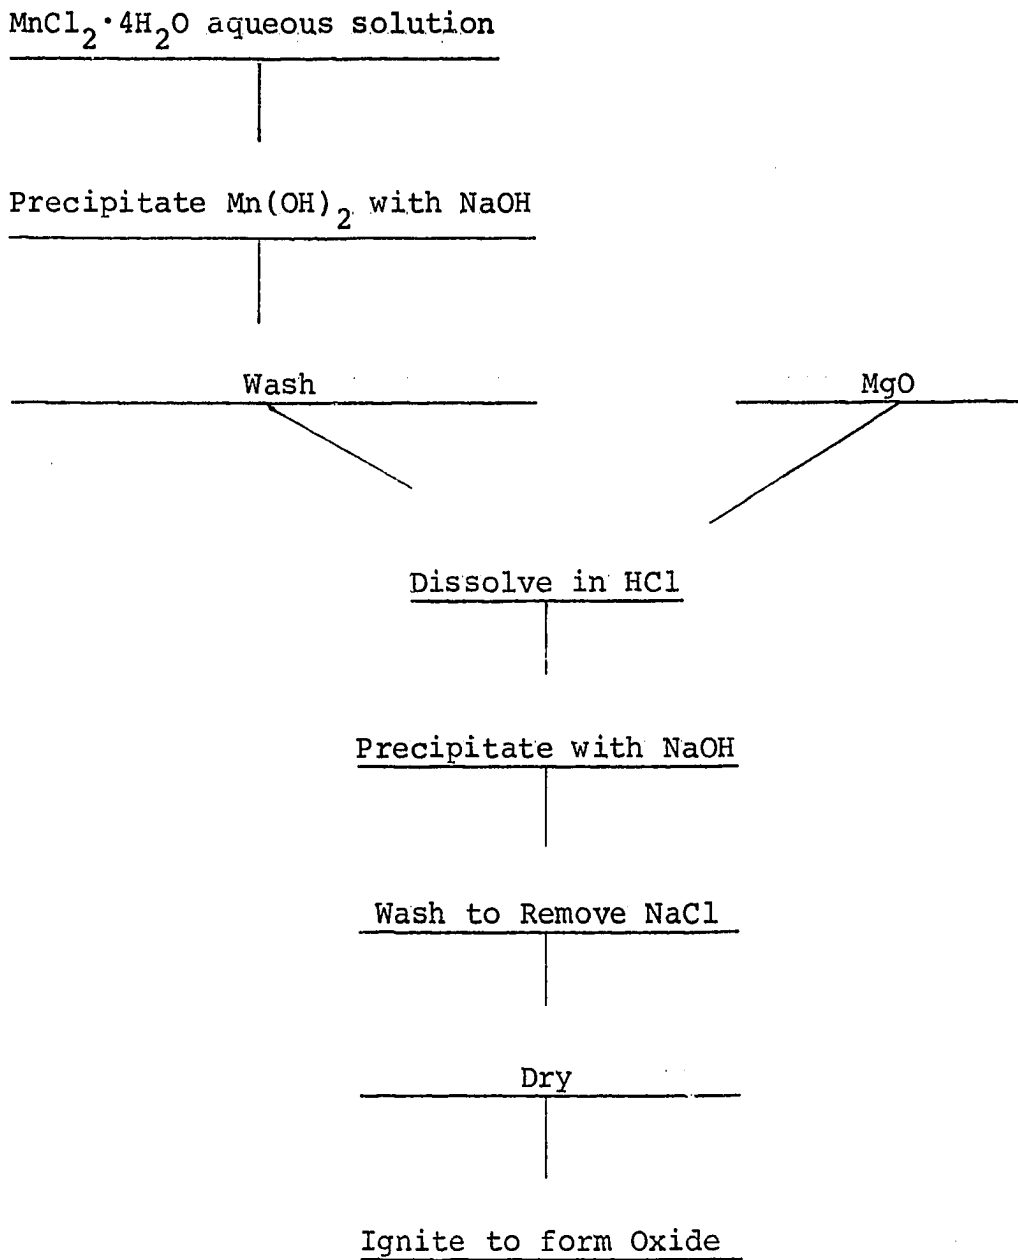 MnCl₂·4H₂O aqueous solution
Precipitate Mn(OH)₂ with NaOH
Wash
MgO
Dissolve in HCl
Precipitate with NaOH
Wash to Remove NaCl
Dry
Ignite to form Oxide